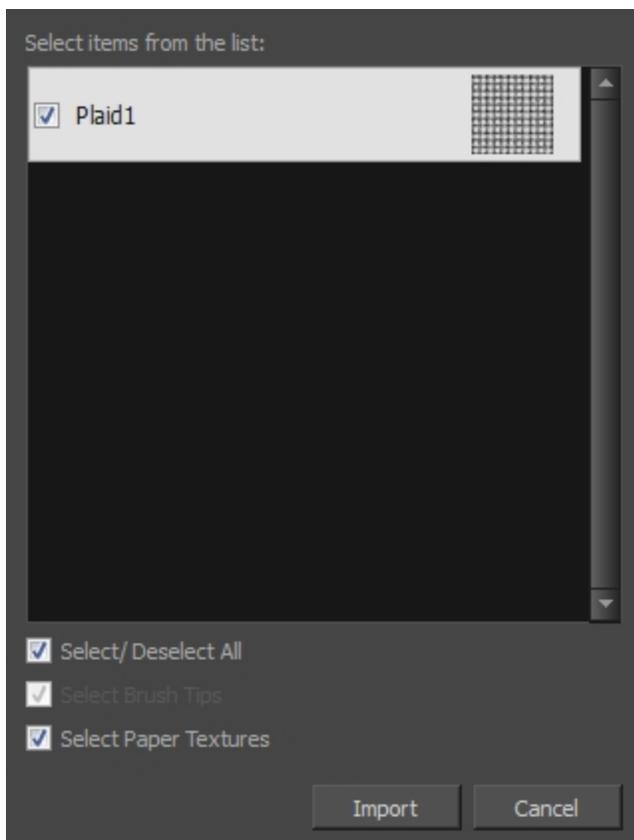 Select items from the list:
Plaid1
Select/ Deselect All
Select Brush Tips
Select Paper Textures
Import Cancel